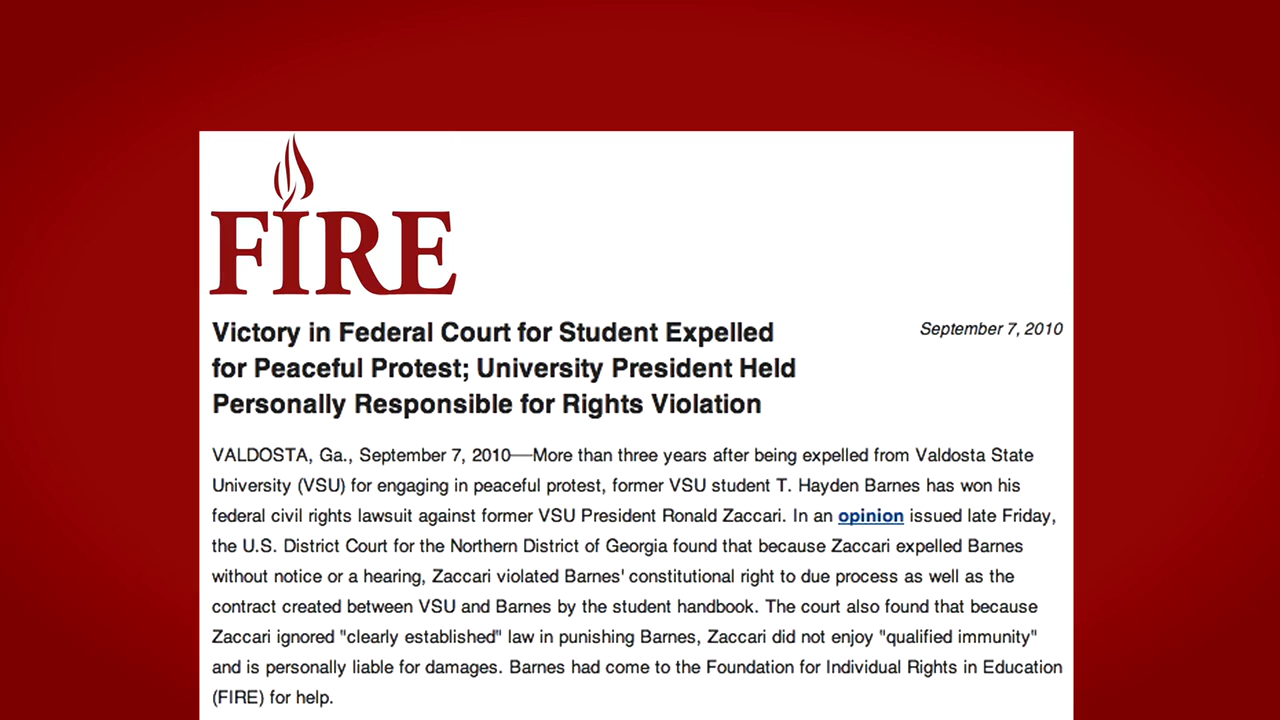 FIRE
Victory in Federal Court for Student Expelled
for Peaceful Protest; University President Held
Personally Responsible for Rights Violation
September 7, 2010
VALDOSTA, Ga., September 7, 2010—More than three years after being expelled from Valdosta State
University (VSU) for engaging in peaceful protest, former VSU student T. Hayden Barnes has won his
federal civil rights lawsuit against former VSU President Ronald Zaccari. In an opinion issued late Friday,
the U.S. District Court for the Northern District of Georgia found that because Zaccari expelled Barnes
without notice or a hearing, Zaccari violated Barnes' constitutional right to due process as well as the
contract created between VSU and Barnes by the student handbook. The court also found that because
Zaccari ignored "clearly established" law in punishing Barnes, Zaccari did not enjoy "qualified immunity"
and is personally liable for damages. Barnes had come to the Foundation for Individual Rights in Education
(FIRE) for help.